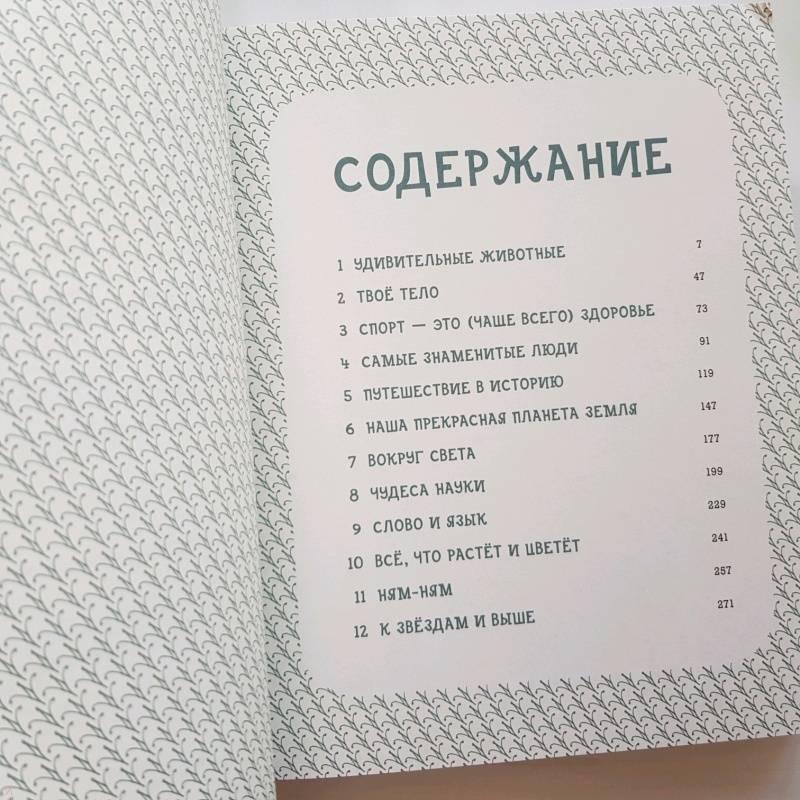 СОДЕРЖАНИЕ
1 УДИВИТЕЛЬНЫЕ ЖИВОТНЫЕ 7
2 ТВОЁ ТЕЛО 47
3 СПОРТ — ЭТО (ЧАЩЕ ВСЕГО) ЗДОРОВЬЕ 73
4 САМЫЕ ЗНАМЕНИТЫЕ ЛЮДИ 91
5 ПУТЕШЕСТВИЕ В ИСТОРИЮ 119
6 НАША ПРЕКРАСНАЯ ПЛАНЕТА ЗЕМЛЯ 147
7 ВОКРУГ СВЕТА 177
8 ЧУДЕСА НАУКИ 199
9 СЛОВО И ЯЗЫК 229
10 ВСЁ, ЧТО РАСТЁТ И ЦВЕТЁТ 241
11 НЯМ-НЯМ 257
12 К ЗВЁЗДАМ И ВЫШЕ 271